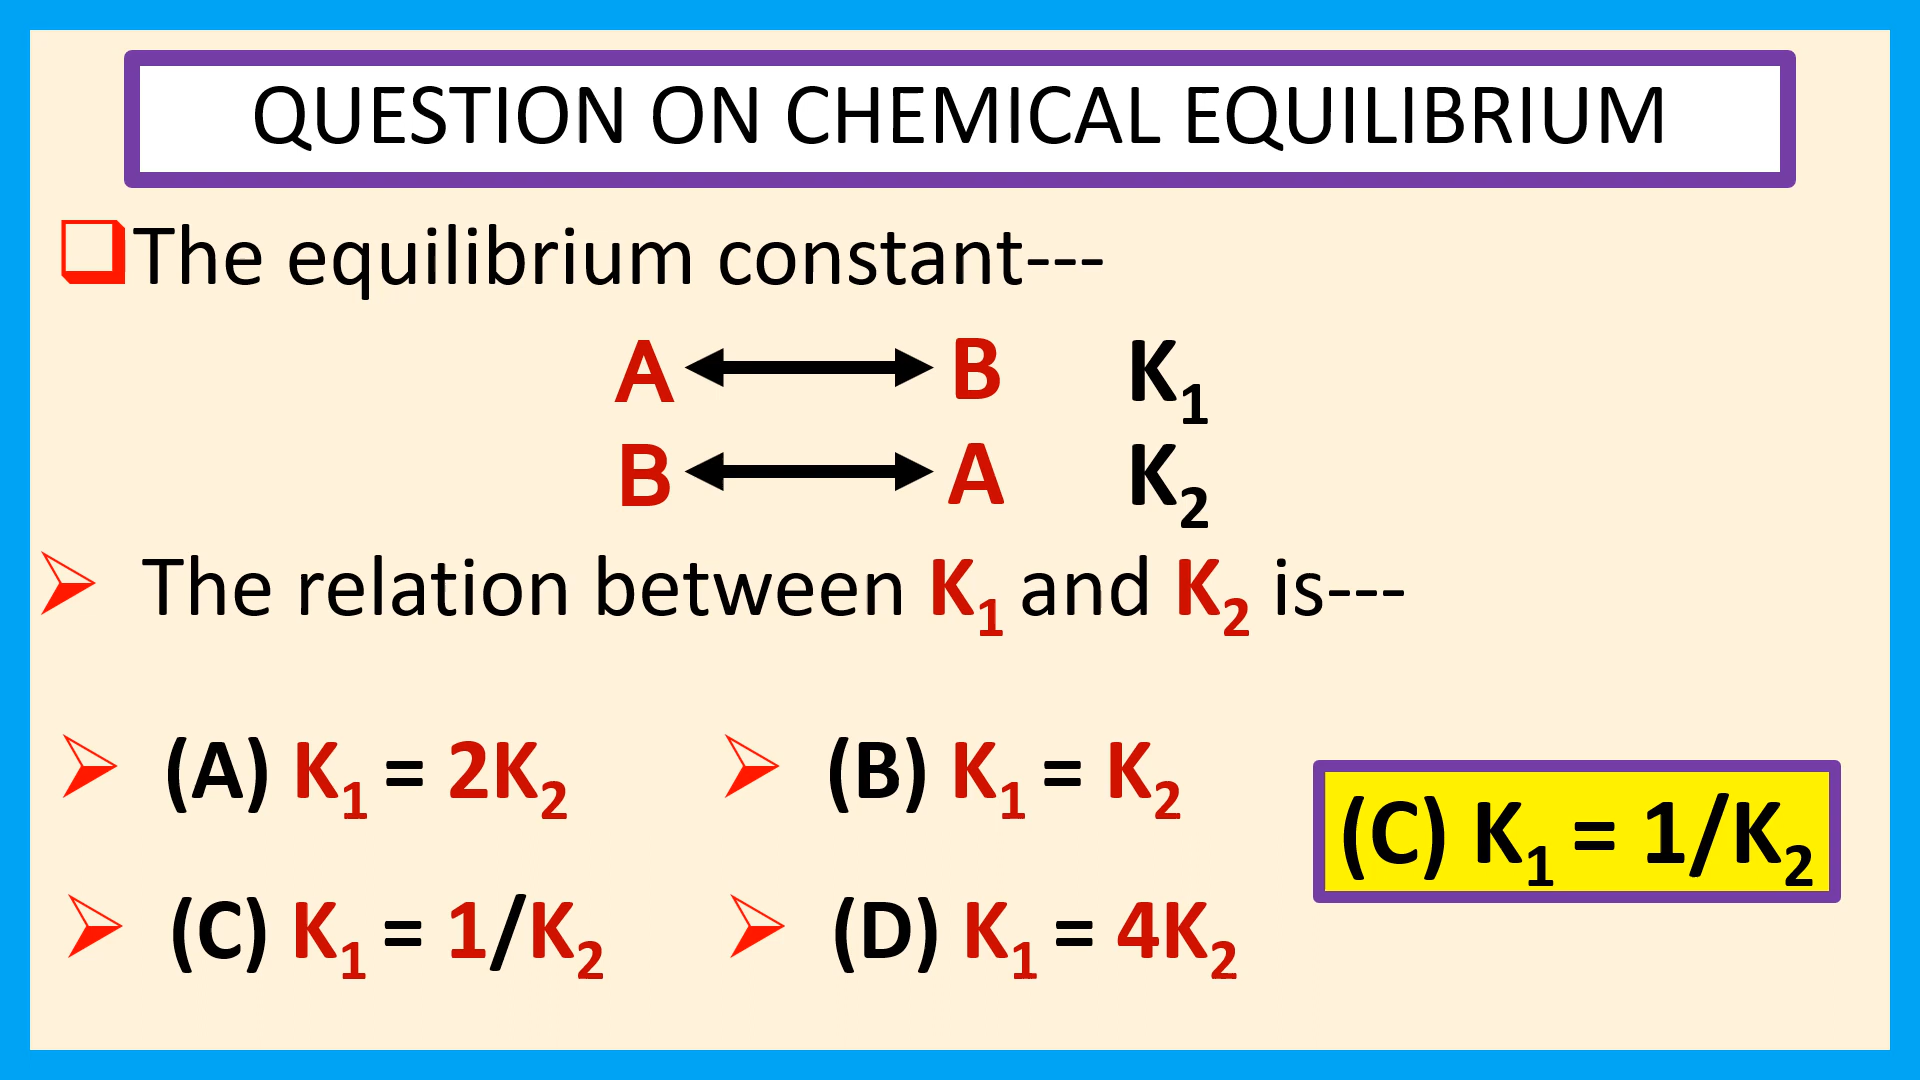 QUESTION ON CHEMICAL EQUILIBRIUM
The equilibrium constant---
A B K₁
B A K₂
The relation between K₁ and K₂ is---
(A) K₁ = 2K₂ (B) K₁ = K₂
(C) K₁ = 1/K₂
(C) K₁ = 1/K₂ (D) K₁ = 4K₂